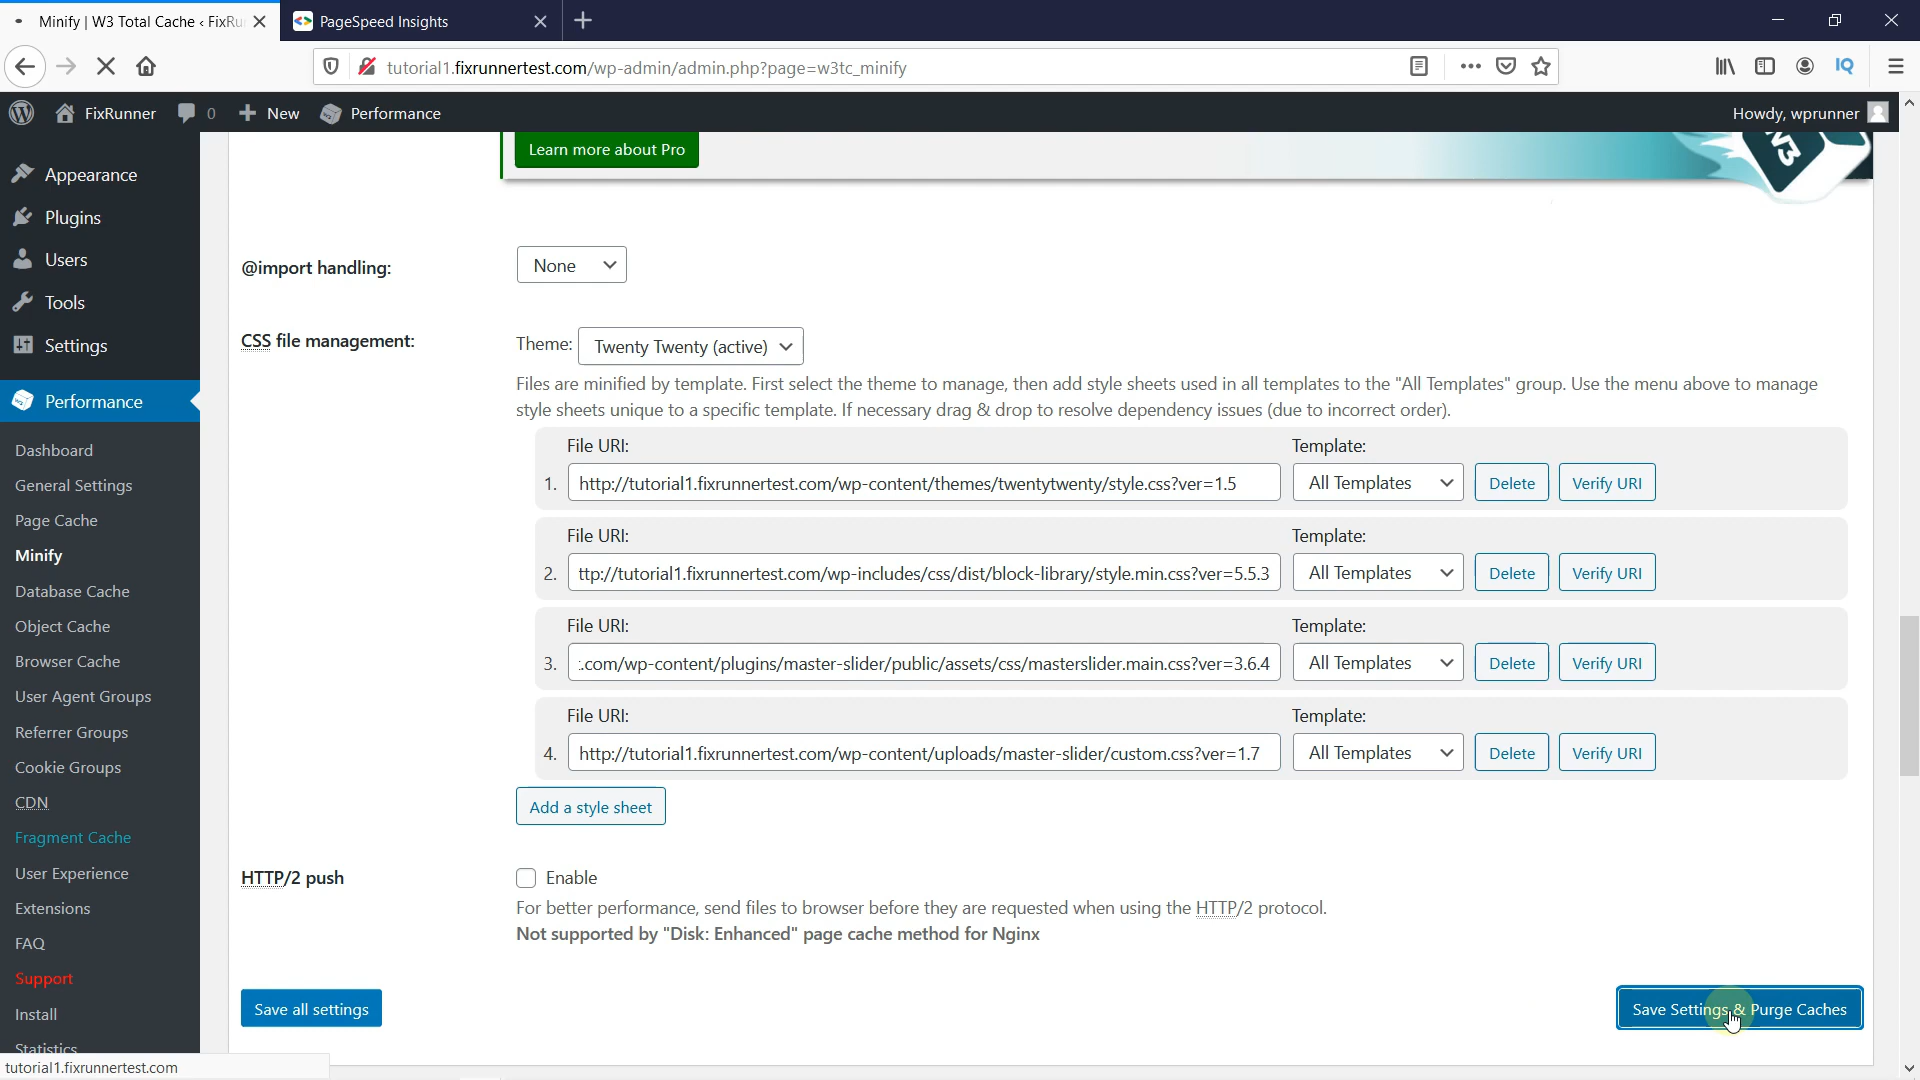 Minify | W3 Total Cache ‹ FixRu
PageSpeed Insights
tutorial1.fixrunnertest.com/wp-admin/admin.php?page=w3tc_minify
IQ
FixRunner
0
New
Performance
Howdy, wprunner
Appearance
Plugins
Users
Tools
Settings
Performance
Dashboard
General Settings
Page Cache
Minify
Database Cache
Object Cache
Browser Cache
User Agent Groups
Referrer Groups
Cookie Groups
CDN
Fragment Cache
User Experience
Extensions
FAQ
Support
Install
Statistics
Learn more about Pro
W3
@import handling:
None
CSS file management:
Theme: Twenty Twenty (active)
Files are minified by template. First select the theme to manage, then add style sheets used in all templates to the "All Templates" group. Use the menu above to manage
style sheets unique to a specific template. If necessary drag & drop to resolve dependency issues (due to incorrect order).
File URI: Template:
1. http://tutorial1.fixrunnertest.com/wp-content/themes/twentytwenty/style.css?ver=1.5 All Templates Delete Verify URI
File URI: Template:
2. ttp://tutorial1.fixrunnertest.com/wp-includes/css/dist/block-library/style.min.css?ver=5.5.3 All Templates Delete Verify URI
File URI: Template:
3. .com/wp-content/plugins/master-slider/public/assets/css/masterslider.main.css?ver=3.6.4 All Templates Delete Verify URI
File URI: Template:
4. http://tutorial1.fixrunnertest.com/wp-content/uploads/master-slider/custom.css?ver=1.7 All Templates Delete Verify URI
Add a style sheet
HTTP/2 push
Enable
For better performance, send files to browser before they are requested when using the HTTP/2 protocol.
Not supported by "Disk: Enhanced" page cache method for Nginx
Save all settings
Save Settings & Purge Caches
tutorial1.fixrunnertest.com